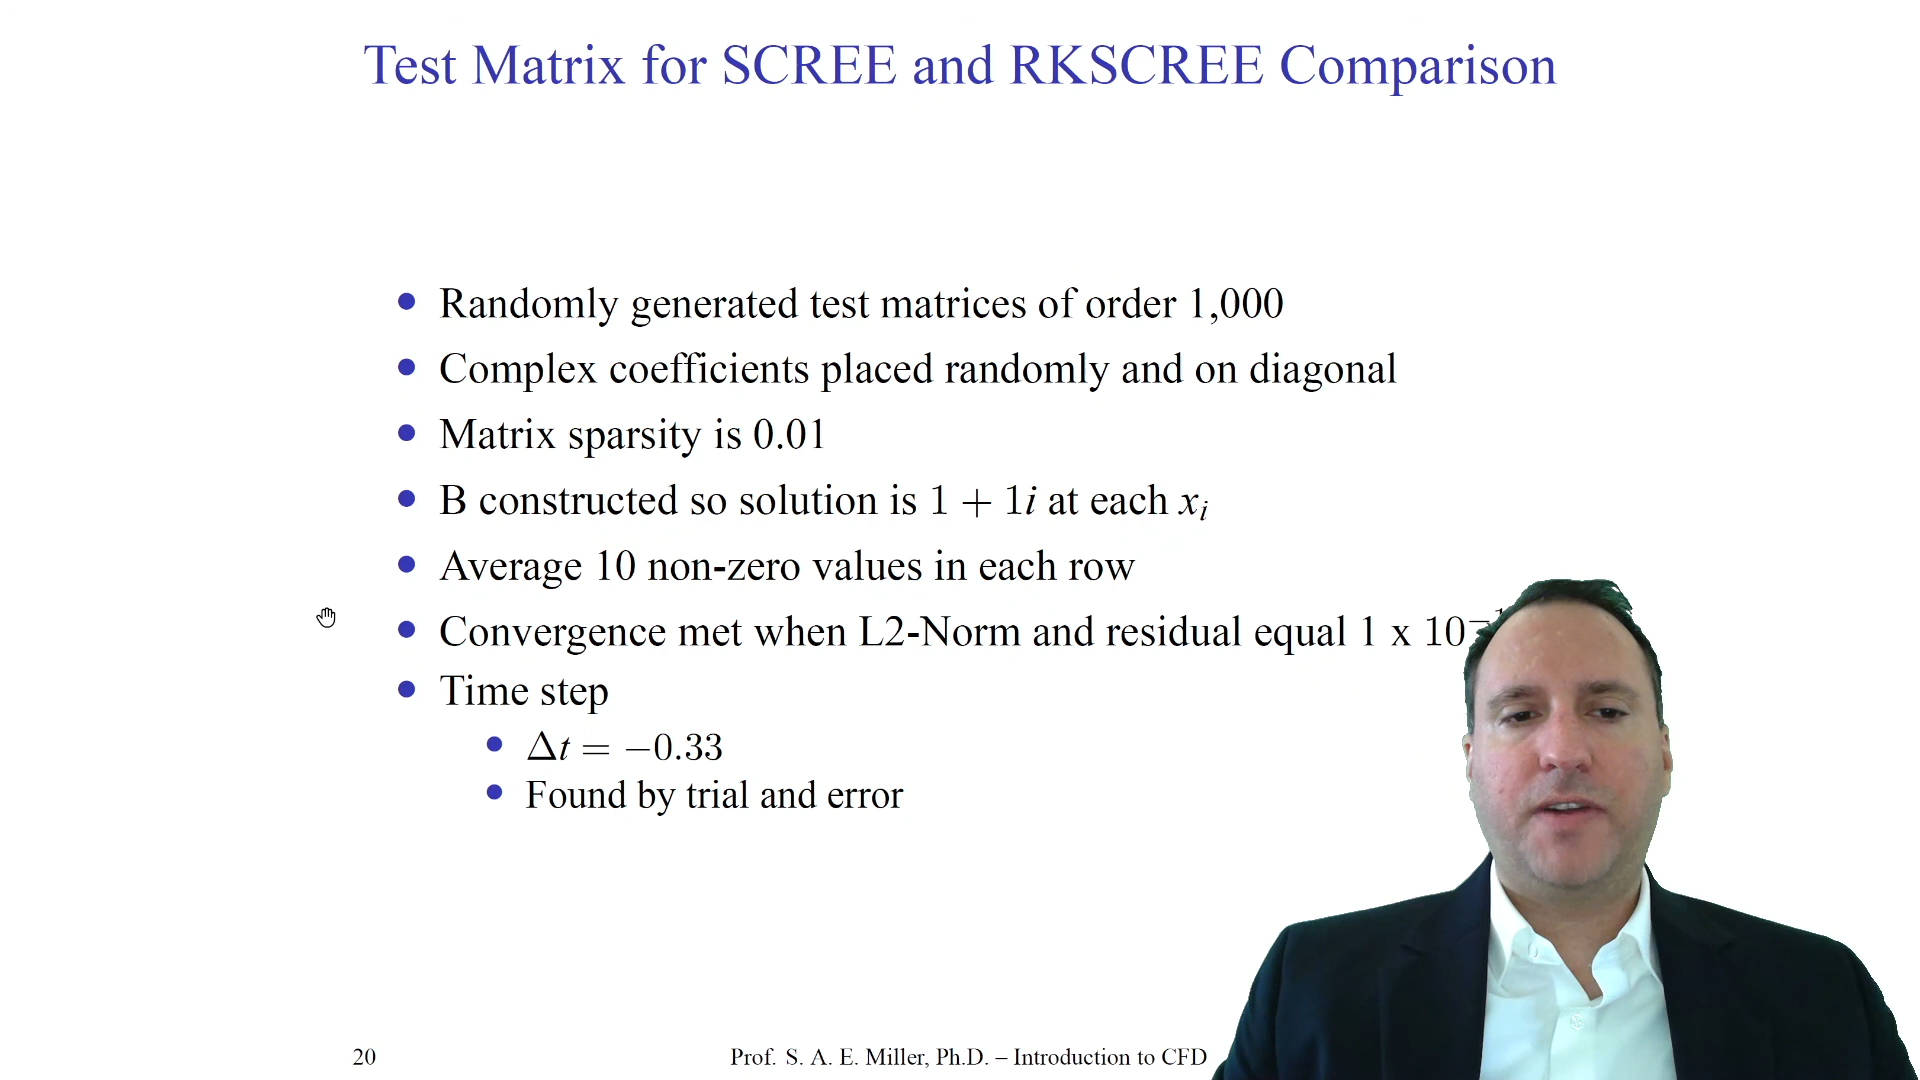 Test Matrix for SCREE and RKSCREE Comparison
• Randomly generated test matrices of order 1,000
• Complex coefficients placed randomly and on diagonal
• Matrix sparsity is 0.01
• B constructed so solution is 1 + 1i at each xᵢ
• Average 10 non-zero values in each row
• Convergence met when L2-Norm and residual equal 1 x 10⁻
• Time step
• Δt = −0.33
• Found by trial and error
20
Prof. S. A. E. Miller, Ph.D. – Introduction to CFD